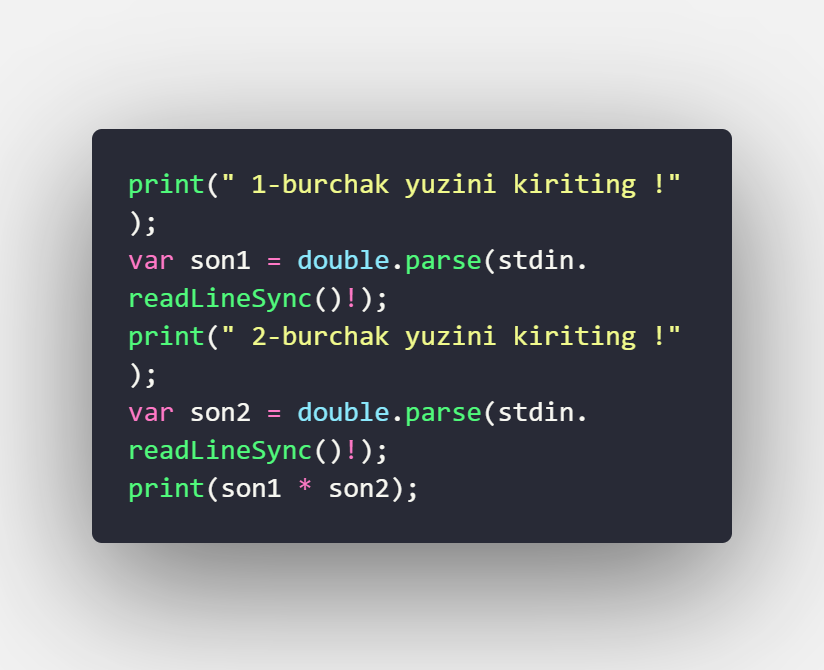 print(" 1-burchak yuzini kiriting !"
);
var son1 = double.parse(stdin.
readLineSync()!);
print(" 2-burchak yuzini kiriting !"
);
var son2 = double.parse(stdin.
readLineSync()!);
print(son1 * son2);